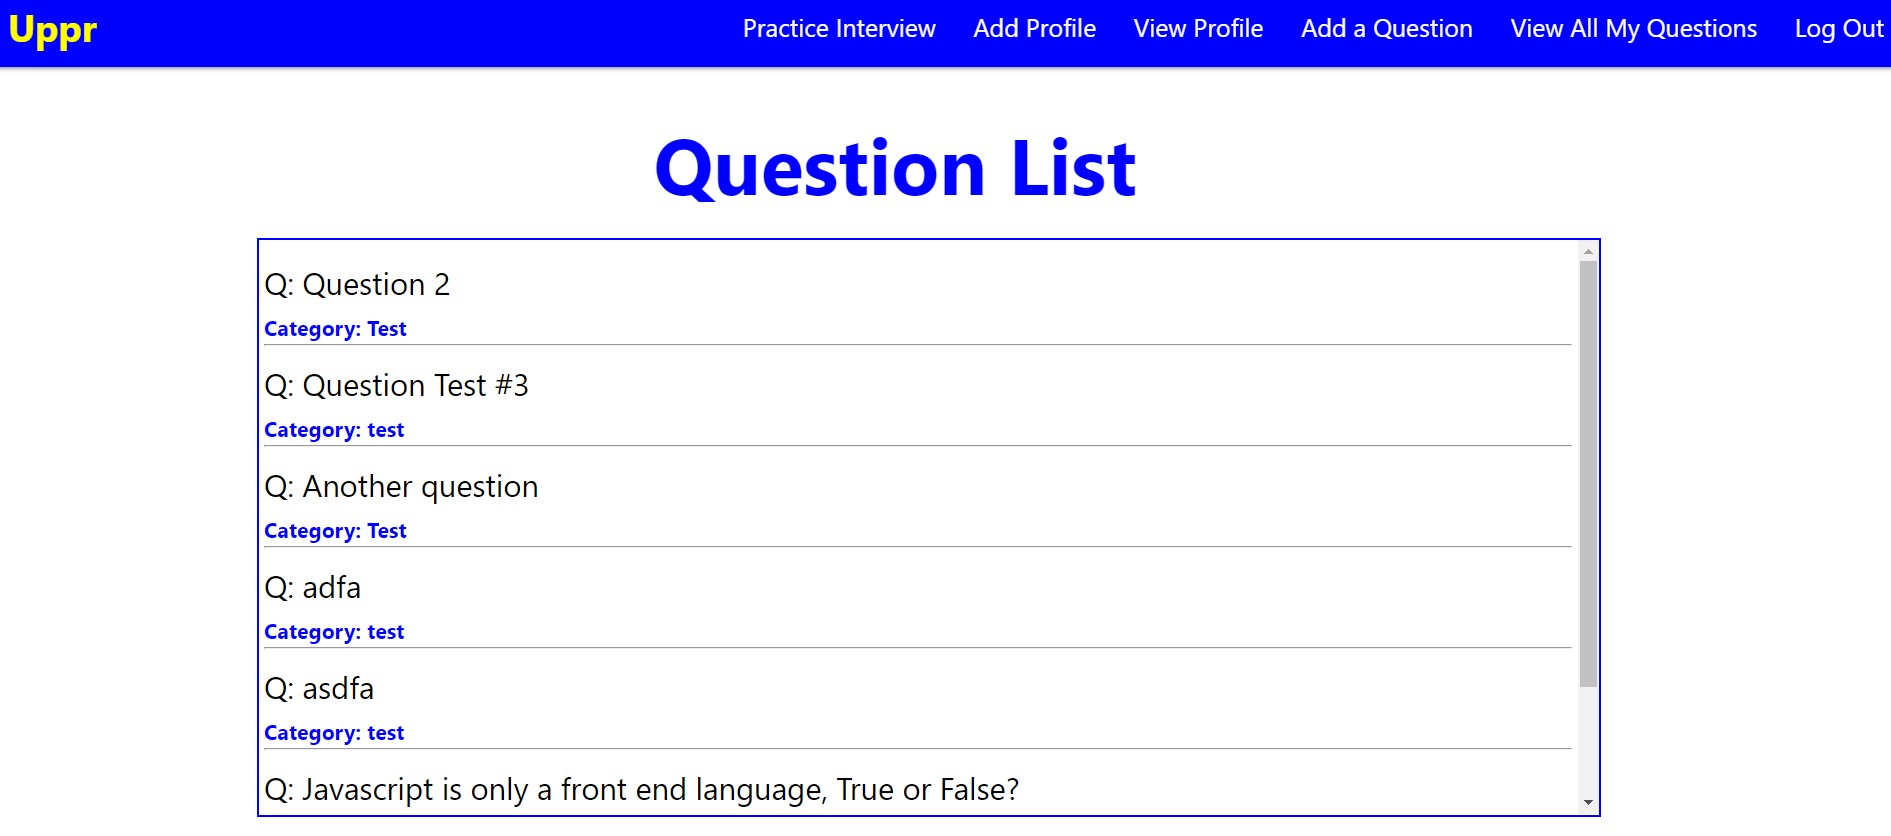 Uppr Practice Interview Add Profile View Profile Add a Question View All My Questions Log Out
Question List
Q: Question 2
Category: Test
Q: Question Test #3
Category: test
Q: Another question
Category: Test
Q: adfa
Category: test
Q: asdfa
Category: test
Q: Javascript is only a front end language, True or False?